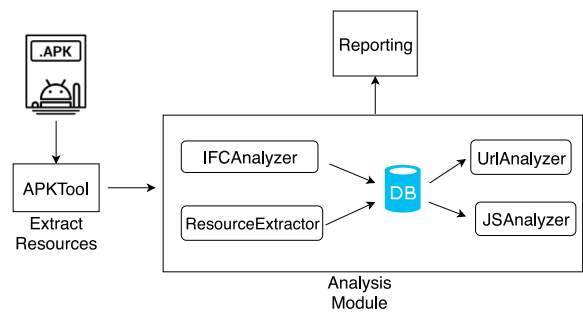 .APK
Reporting
IFCAnalyzer
UrlAnalyzer
APKTool
DB
Extract
Resources
ResourceExtractor
JSAnalyzer
Analysis
Module